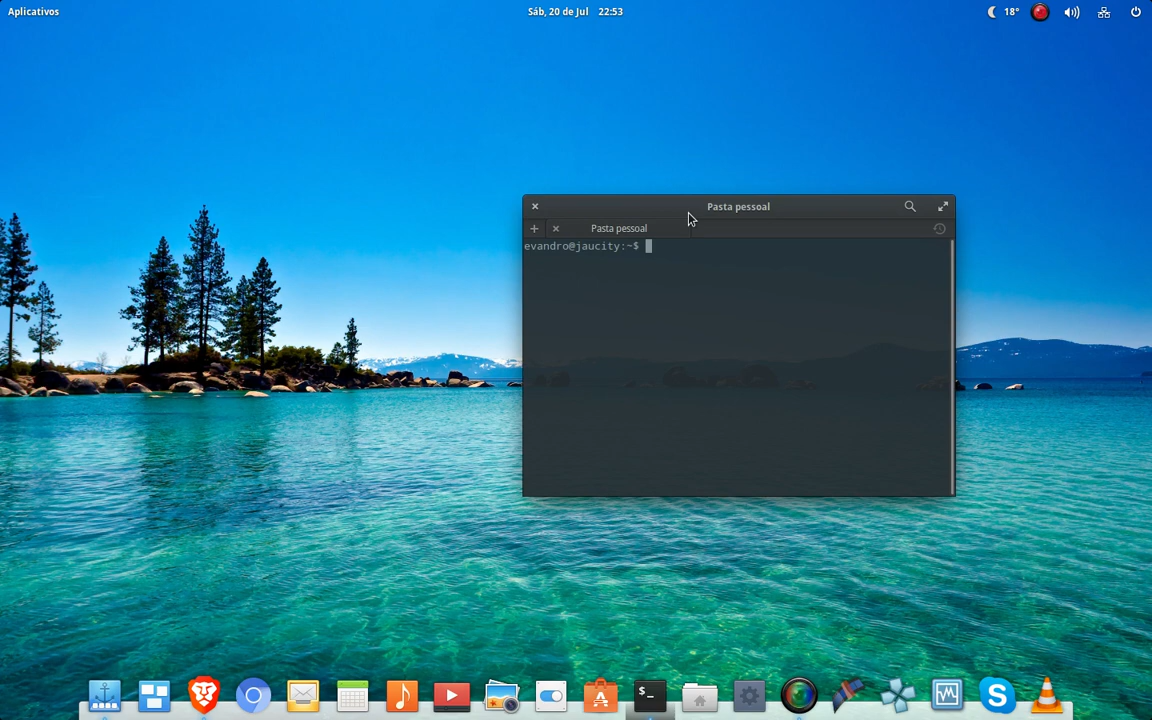 Aplicativos
Sáb, 20 de Jul 22:53
18°
Pasta pessoal
Pasta pessoal
evandro@jaucity:~$
$_
S